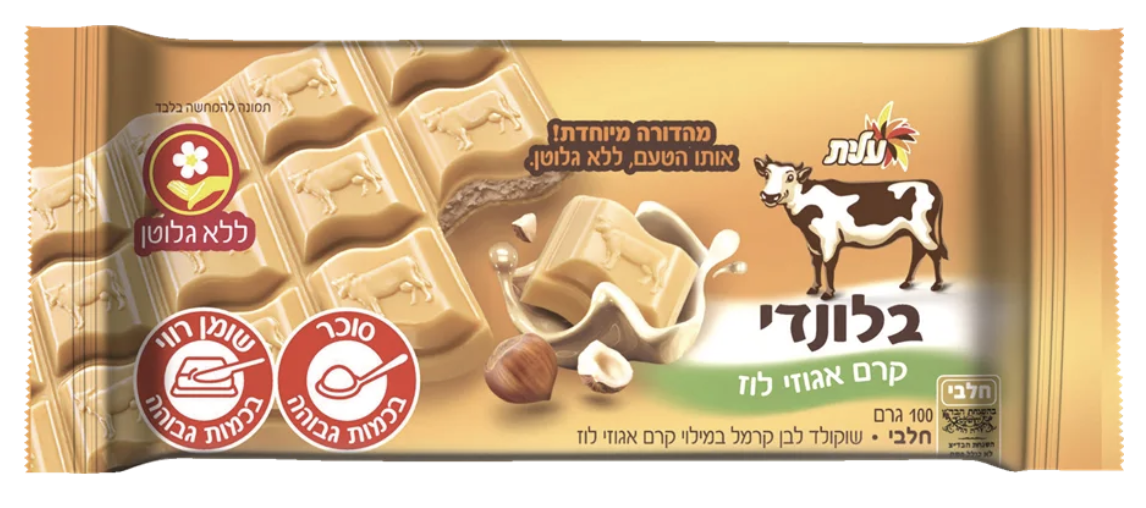 תמונה להמחשה בלבד
ללא גלוטן
מהדורה מיוחדת!
אותו הטעם, ללא גלוטן.
עלית
בלונדי
קרם אגוזי לוז
100 גרם
חלבי • שוקולד לבן קרמל במילוי קרם אגוזי לוז
שומן רווי
בכמות גבוהה
סוכר
בכמות גבוהה
חלבי